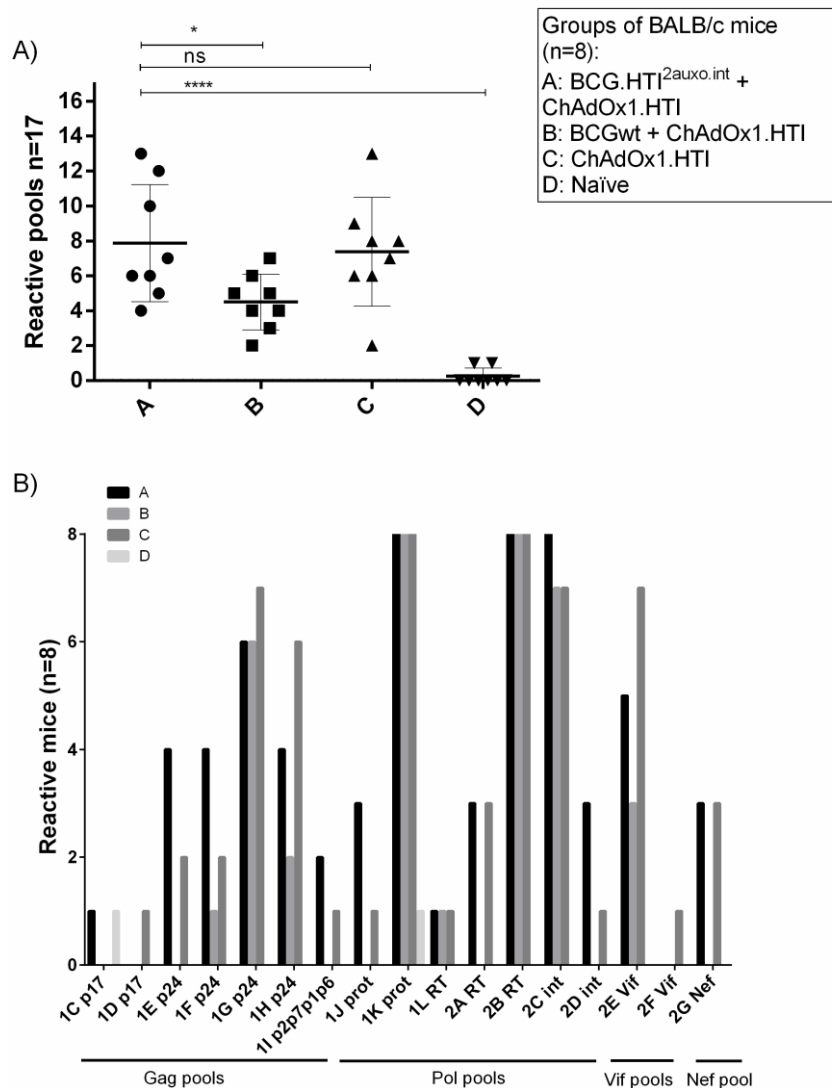 A)
*
ns
****
Reactive pools n=17
16
14
12
10
8
6
4
2
0
A
B
C
D
Groups of BALB/c mice
(n=8):
A: BCG.HTI2auxo.int +
ChAdOx1.HTI
B: BCGwt + ChAdOx1.HTI
C: ChAdOx1.HTI
D: Naïve
B)
A
B
C
D
Reactive mice (n=8)
8
6
4
2
0
1C p17
1D p17
1E p24
1F p24
1G p24
1H p24
1I p2p7p1p6
1J prot
1K prot
1L RT
2A RT
2B RT
2C int
2D int
2E Vif
2F Vif
2G Nef
Gag pools
Pol pools
Vif pools
Nef pool